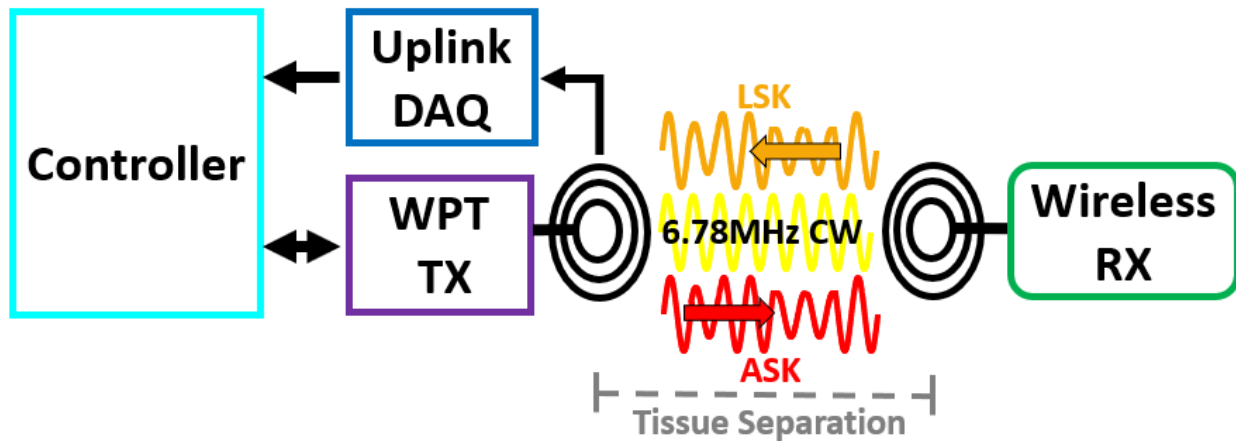 Controller
Uplink
DAQ
WPT
TX
LSK
6.78MHz CW
ASK
Tissue Separation
Wireless
RX